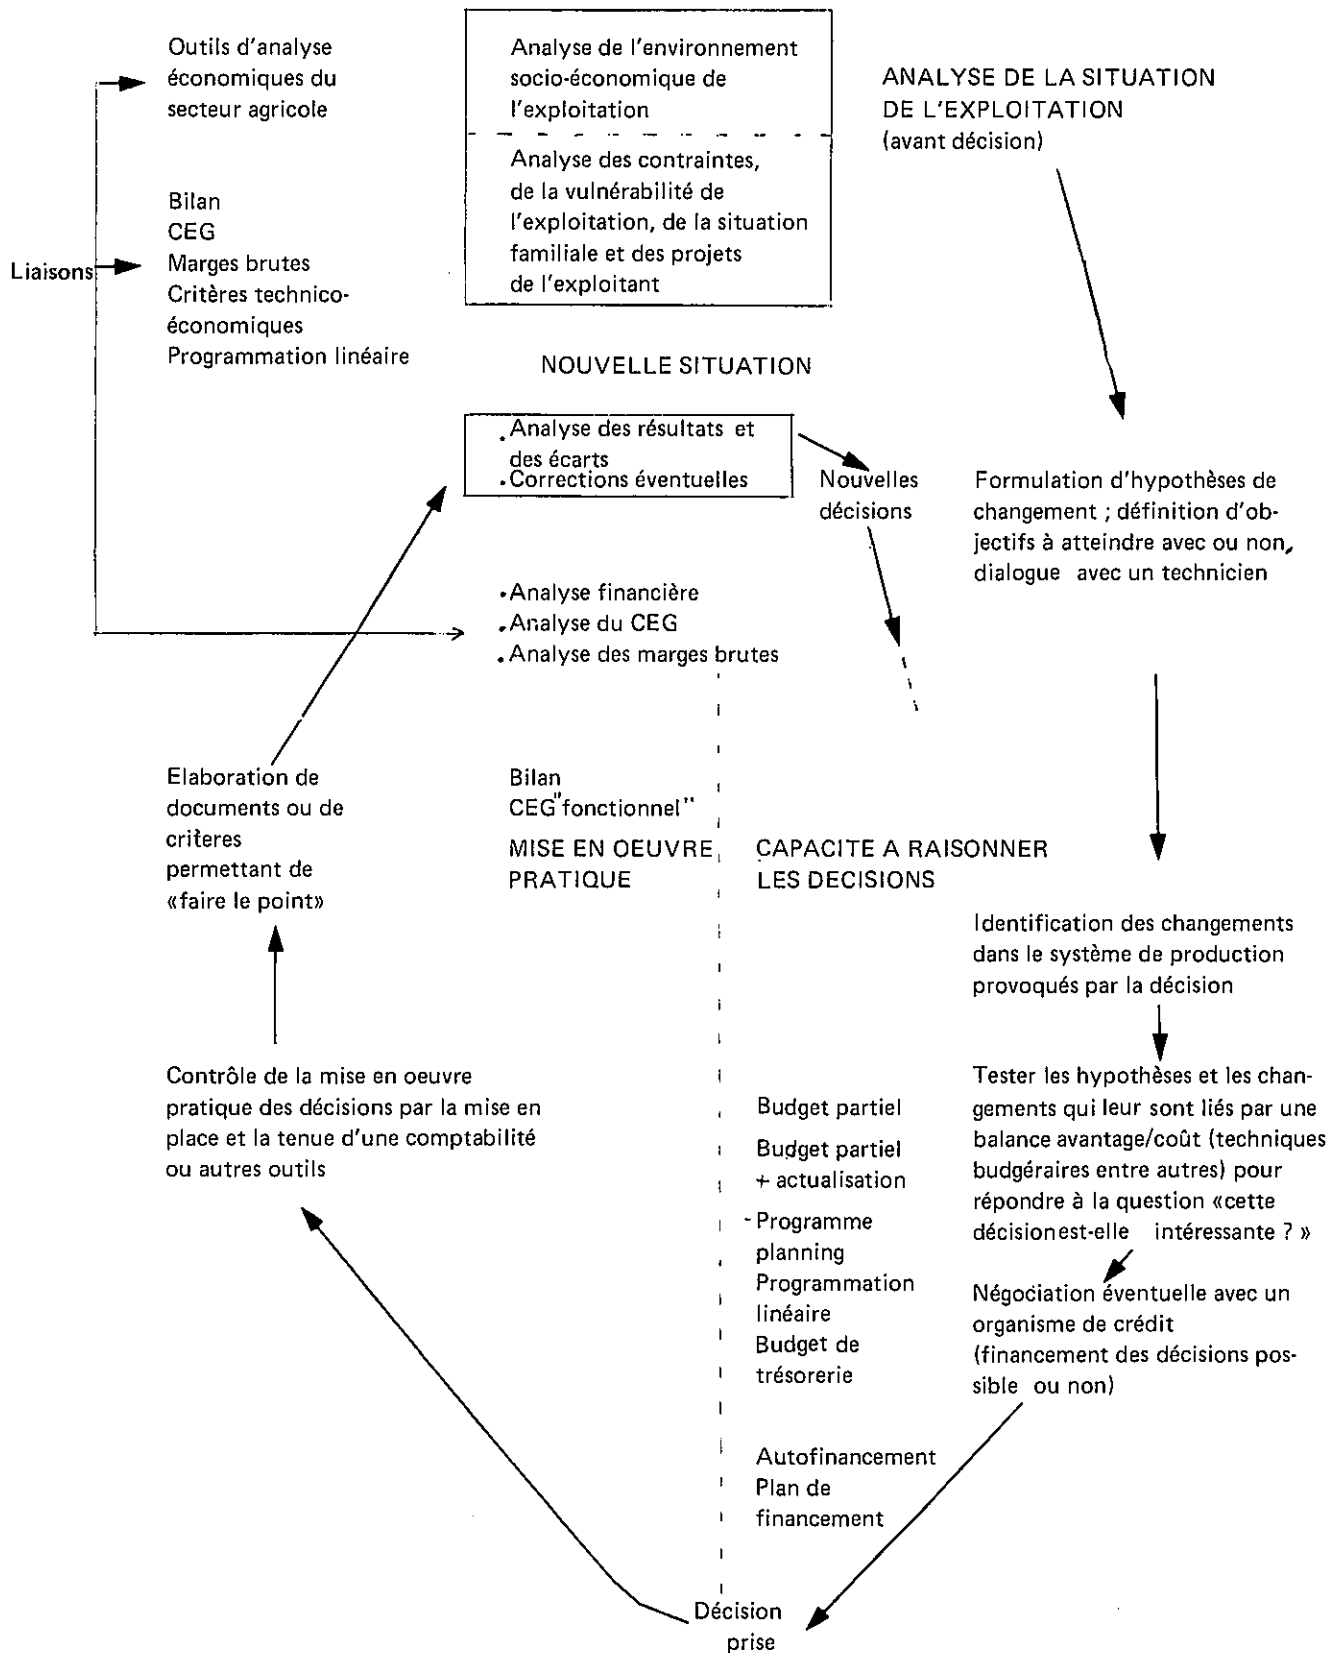 Outils d'analyse
économiques du
secteur agricole
Analyse de l'environnement
socio-économique de
l'exploitation
ANALYSE DE LA SITUATION
DE L'EXPLOITATION
(avant décision)
Analyse des contraintes,
de la vulnérabilité de
l'exploitation, de la situation
familiale et des projets
de l'exploitant
Liaisons
Bilan
CEG
Marges brutes
Critères technico-
économiques
Programmation linéaire
NOUVELLE SITUATION
. Analyse des résultats et
des écarts
. Corrections éventuelles
Nouvelles
décisions
Formulation d'hypothèses de
changement ; définition d'ob-
jectifs à atteindre avec ou non,
dialogue avec un technicien
. Analyse financière
. Analyse du CEG
. Analyse des marges brutes
Elaboration de
documents ou de
criteres
permettant de
«faire le point»
Bilan
CEG "fonctionnel"
MISE EN OEUVRE
PRATIQUE
CAPACITE A RAISONNER
LES DECISIONS
Identification des changements
dans le système de production
provoqués par la décision
Contrôle de la mise en oeuvre
pratique des décisions par la mise en
place et la tenue d'une comptabilité
ou autres outils
Budget partiel
Budget partiel
+ actualisation
- Programme
planning
Programmation
linéaire
Budget de
trésorerie
Tester les hypothèses et les chan-
gements qui leur sont liés par une
balance avantage/coût (techniques
budgéraires entre autres) pour
répondre à la question «cette
décisionest-elle intéressante ? »
Négociation éventuelle avec un
organisme de crédit
(financement des décisions pos-
sible ou non)
Autofinancement
Plan de
financement
Décision
prise